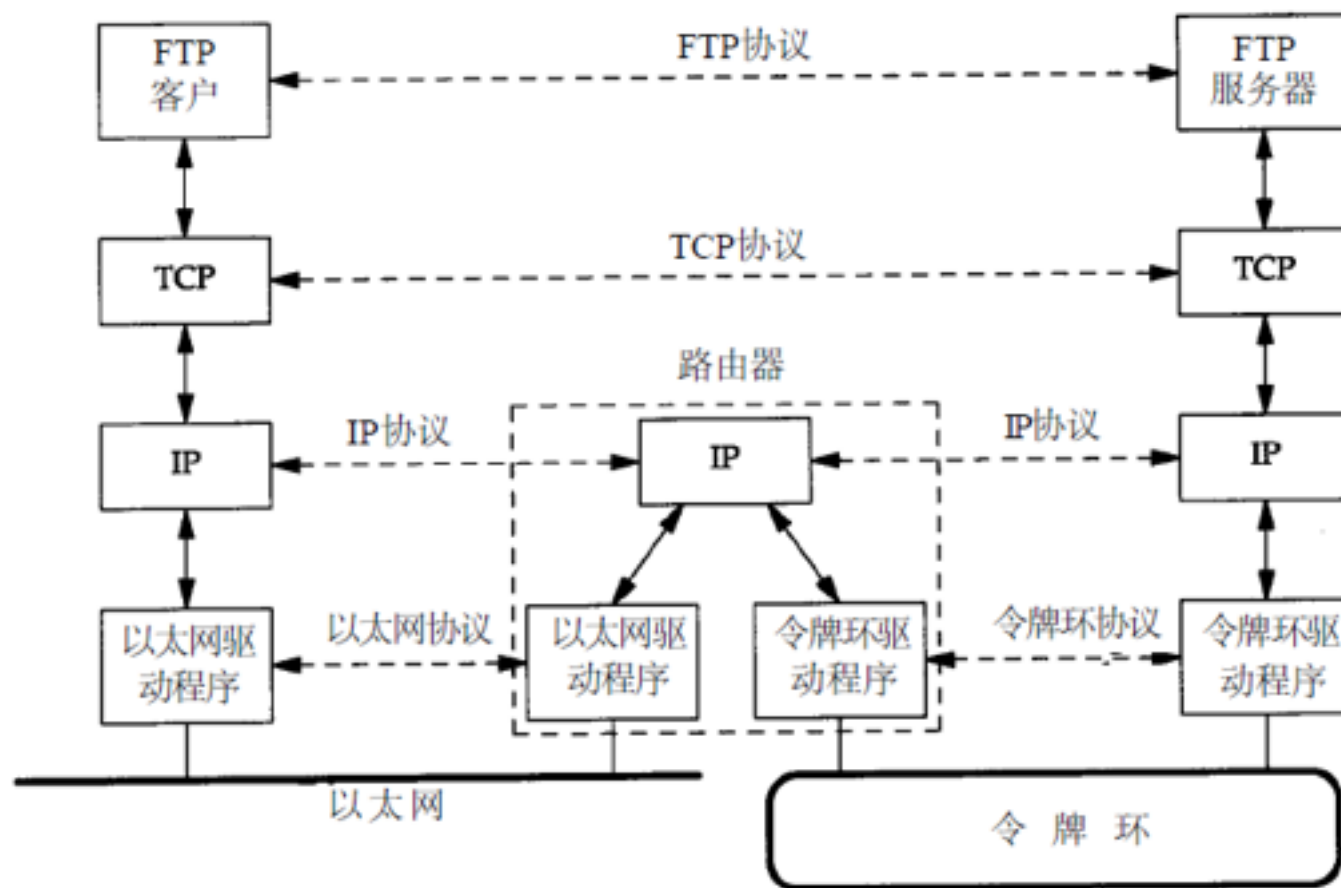 FTP
客户
FTP协议
FTP
服务器
TCP
TCP协议
TCP
路由器
IP
IP协议
IP
IP协议
IP
以太网驱
动程序
以太网协议
以太网驱
动程序
令牌环驱
动程序
令牌环协议
令牌环驱
动程序
以太网
令牌环